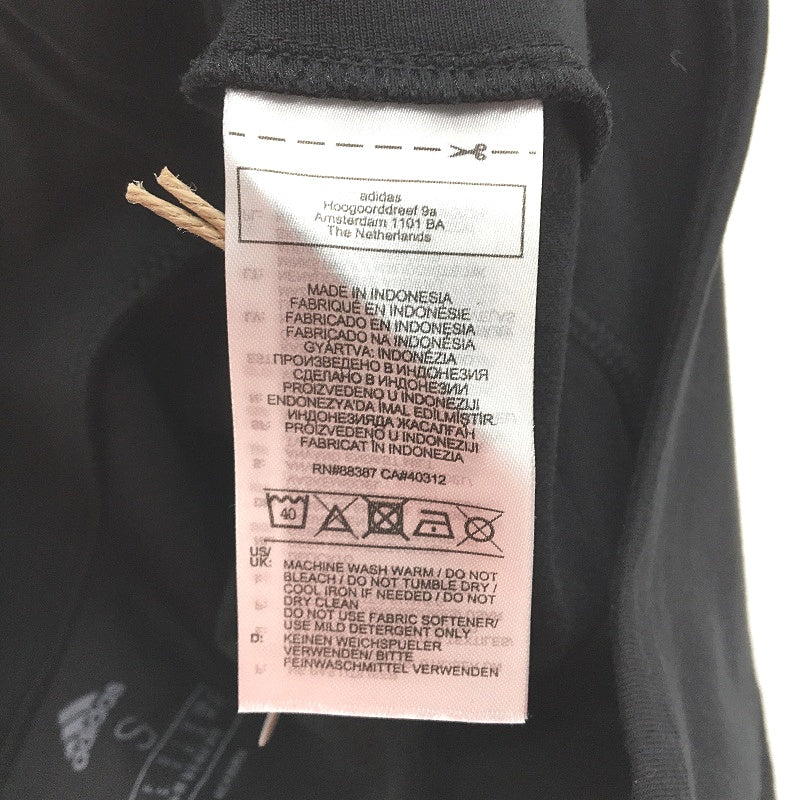 adidas
Hoogoorddreef 9a
Amsterdam 1101 BA
The Netherlands
MADE IN INDONESIA
FABRIQUÉ EN INDONÉSIE
FABRICADO EN INDONESIA
FABRICADO NA INDONÉSIA
GYÁRTVA: INDONÉZIA
ПРОИЗВЕДЕНО В ИНДОНЕЗИЯ
СДЕЛАНО В ИНДОНЕЗИИ
PROIZVEDENO U INDONEZIJI
ENDONEZYA'DA İMAL EDİLMİŞTİR
ИНДОНЕЗИЯДА ЖАСАЛҒАН
PROIZVEDENO U INDONEZIJI
FABRICAT ÎN INDONEZIA
RN#88387 CA#40312
40
US/
UK: MACHINE WASH WARM / DO NOT
BLEACH / DO NOT TUMBLE DRY /
COOL IRON IF NEEDED / DO NOT
DRY CLEAN
DO NOT USE FABRIC SOFTENER/
USE MILD DETERGENT ONLY
D: KEINEN WEICHSPUELER
VERWENDEN/ BITTE
FEINWASCHMITTEL VERWENDEN
adidas
S